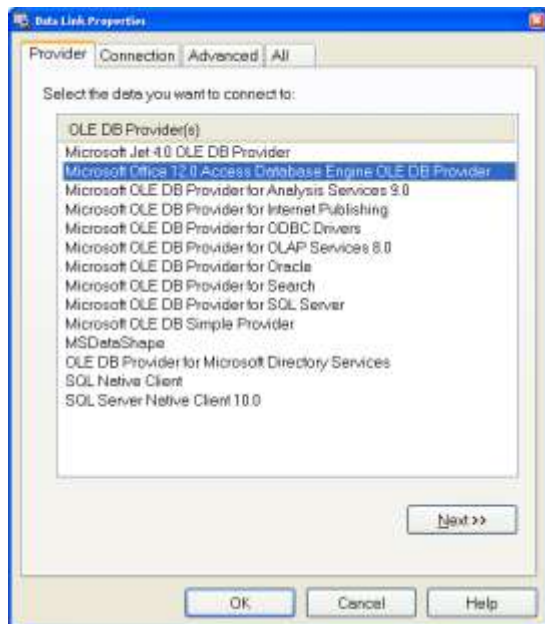 Data Link Properties
Provider Connection Advanced All
Select the data you want to connect to:
OLE DB Provider(s)
Microsoft Jet 4.0 OLE DB Provider
Microsoft Office 12.0 Access Database Engine OLE DB Provider
Microsoft OLE DB Provider for Analysis Services 9.0
Microsoft OLE DB Provider for Internet Publishing
Microsoft OLE DB Provider for ODBC Drivers
Microsoft OLE DB Provider for OLAP Services 8.0
Microsoft OLE DB Provider for Oracle
Microsoft OLE DB Provider for Search
Microsoft OLE DB Provider for SQL Server
Microsoft OLE DB Simple Provider
MSDataShape
OLE DB Provider for Microsoft Directory Services
SQL Native Client
SQL Server Native Client 10.0
Next >>
OK Cancel Help